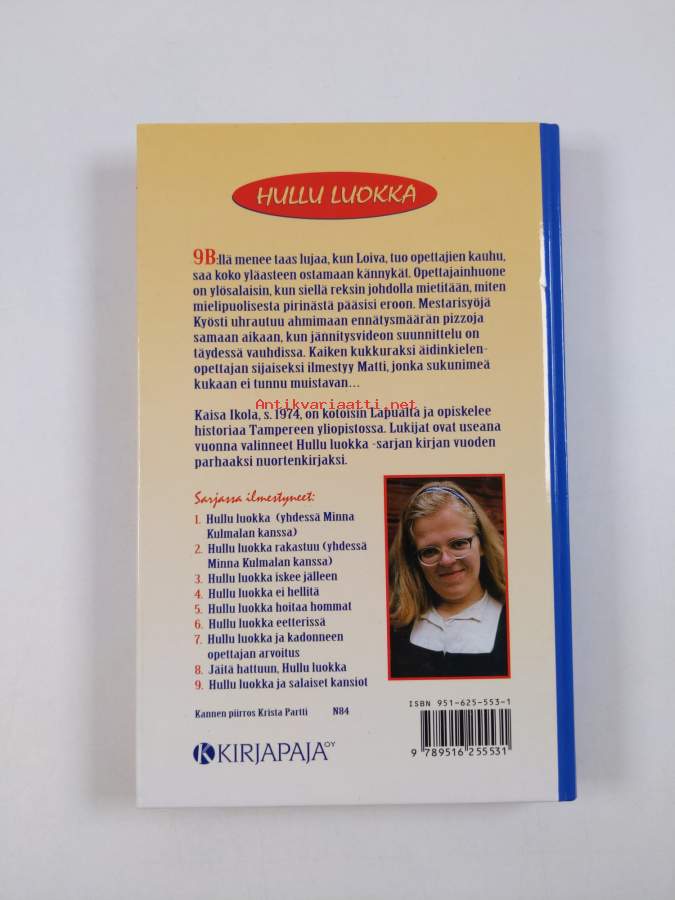 HULLU LUOKKA
9B:llä menee taas lujaa, kun Loiva, tuo opettajien kauhu,
saa koko yläasteen ostamaan kännykät. Opettajainhuone
on ylösalaisin, kun siellä reksin johdolla mietitään, miten
mielipuolisesta pirinästä pääsisi eroon. Mestarisyöjä
Kyösti uhrautuu ahmimaan ennätysmäärän pizzoja
samaan aikaan, kun jännitysvideon suunnittelu on
täydessä vauhdissa. Kaiken kukkuraksi äidinkielen-
opettajan sijaiseksi ilmestyy Matti, jonka sukunimeä
kukaan ei tunnu muistavan...
Antikvariaatti.net
Kaisa Ikola, s. 1974, on kotoisin Lapualta ja opiskelee
historiaa Tampereen yliopistossa. Lukijat ovat useana
vuonna valinneet Hullu luokka -sarjan kirjan vuoden
parhaaksi nuortenkirjaksi.
Sarjassa ilmestyneet:
1. Hullu luokka (yhdessä Minna
Kulmalan kanssa)
2. Hullu luokka rakastuu (yhdessä
Minna Kulmalan kanssa)
3. Hullu luokka iskee jälleen
4. Hullu luokka ei hellitä
5. Hullu luokka hoitaa hommat
6. Hullu luokka eetterissä
7. Hullu luokka ja kadonneen
opettajan arvoitus
8. Jäitä hattuun, Hullu luokka
9. Hullu luokka ja salaiset kansiot
Kannen piirros Krista Partti N84
KIRJAPAJA OY
ISBN 951-625-553-1
9 789516 255531